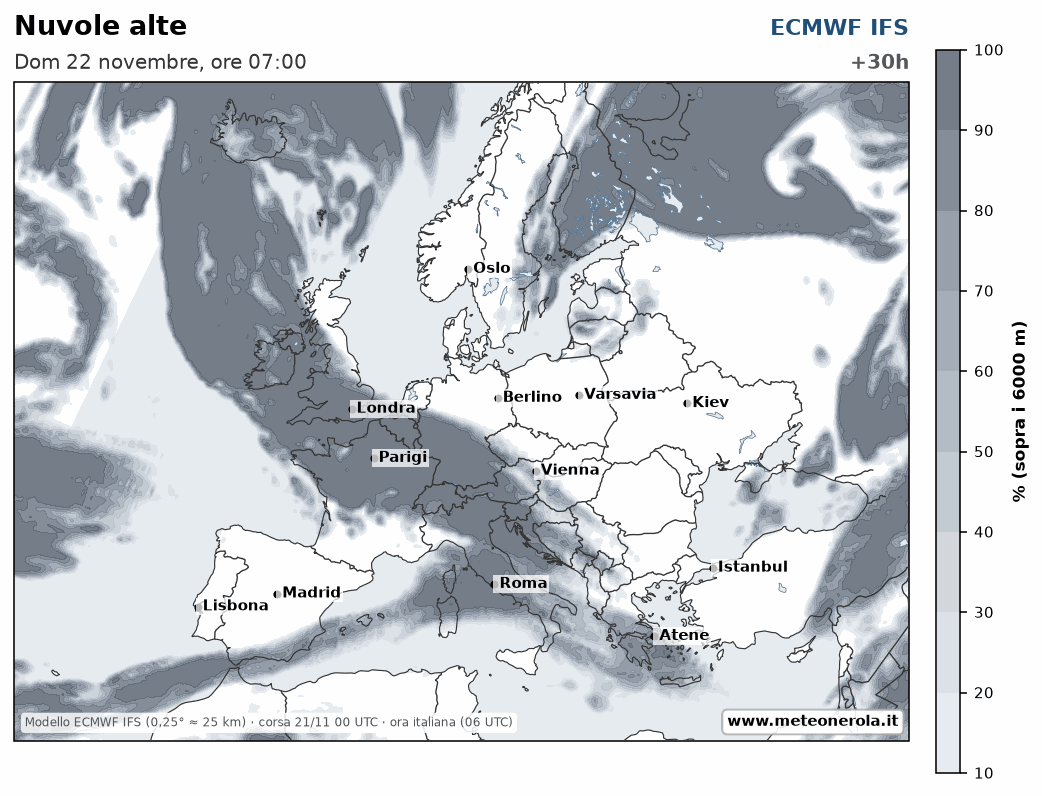 Nuvole alte
ECMWF IFS
Dom 22 novembre, ore 07:00
+30h
100
90
80
70
60
50
40
30
20
10
% (sopra i 6000 m)
Oslo
Londra
Berlino
Varsavia
Kiev
Parigi
Vienna
Istanbul
Roma
Madrid
Lisbona
Atene
Modello ECMWF IFS (0,25° ≈ 25 km) · corsa 21/11 00 UTC · ora italiana (06 UTC)
www.meteonerola.it